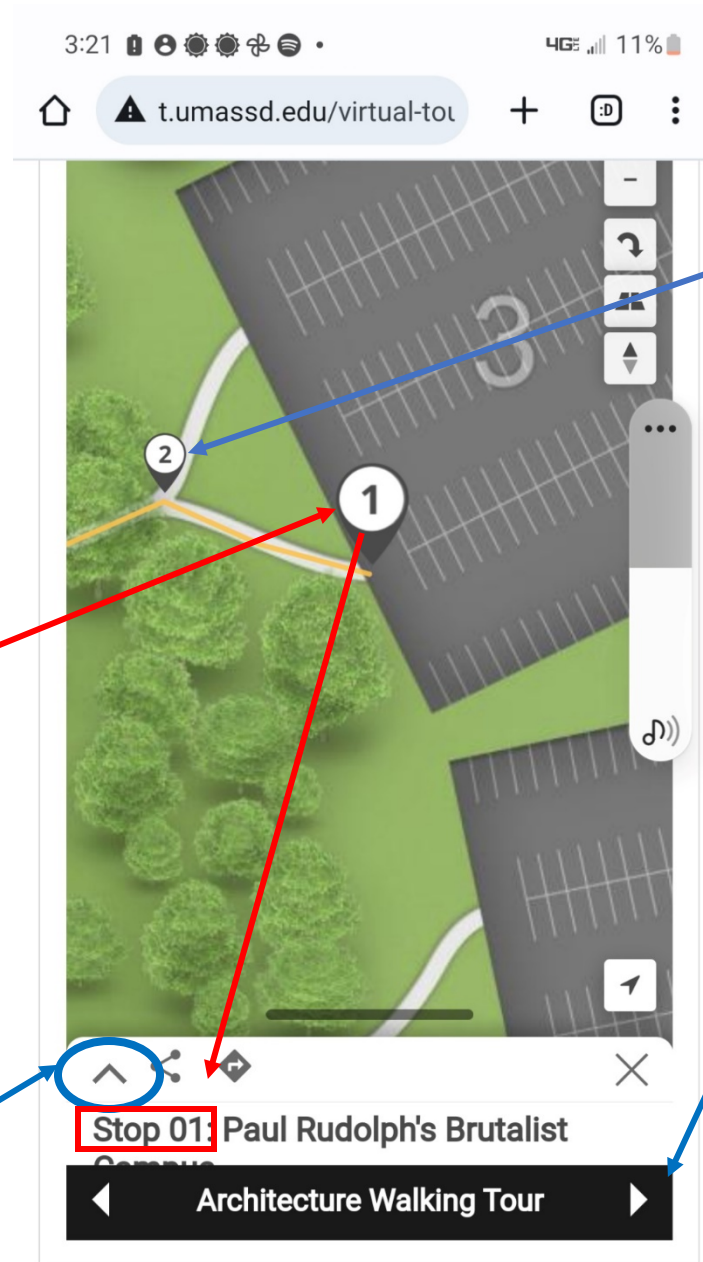 3:21 4G 11%
t.umassd.edu/virtual-tou
3
2
1
Stop 01: Paul Rudolph's Brutalist
Campus
Architecture Walking Tour